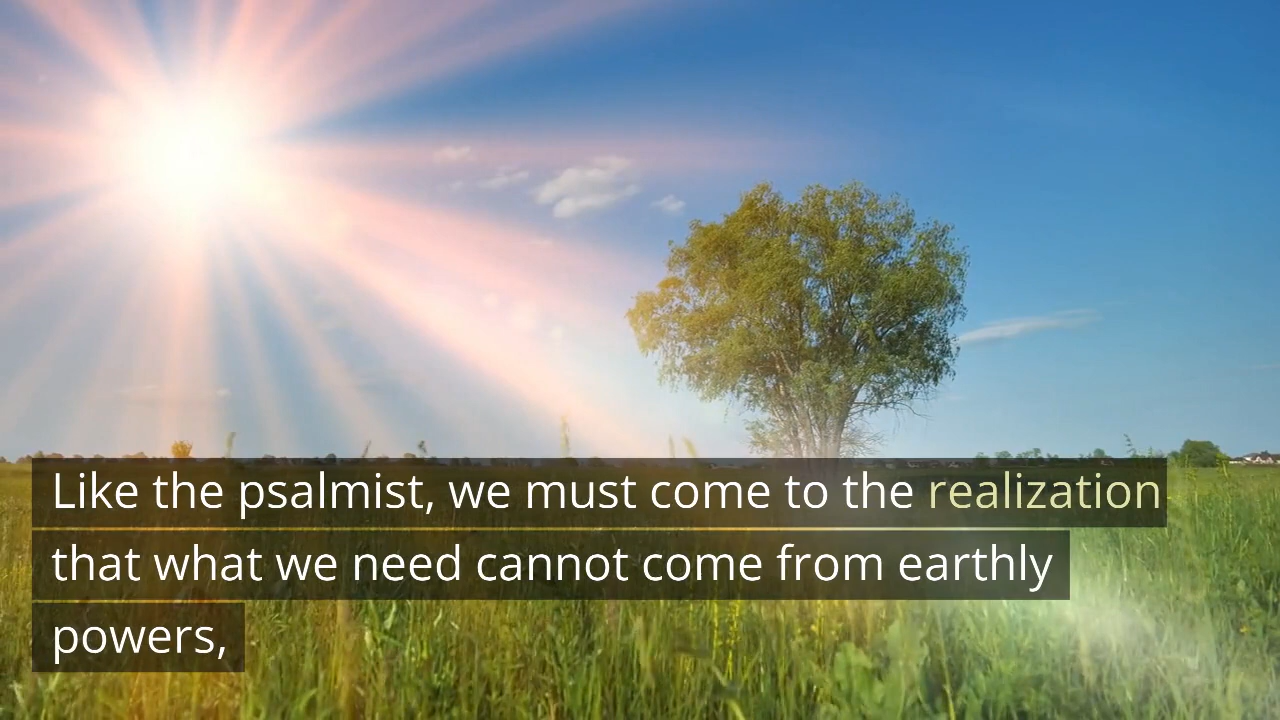 Like the psalmist, we must come to the realization
that what we need cannot come from earthly
powers,